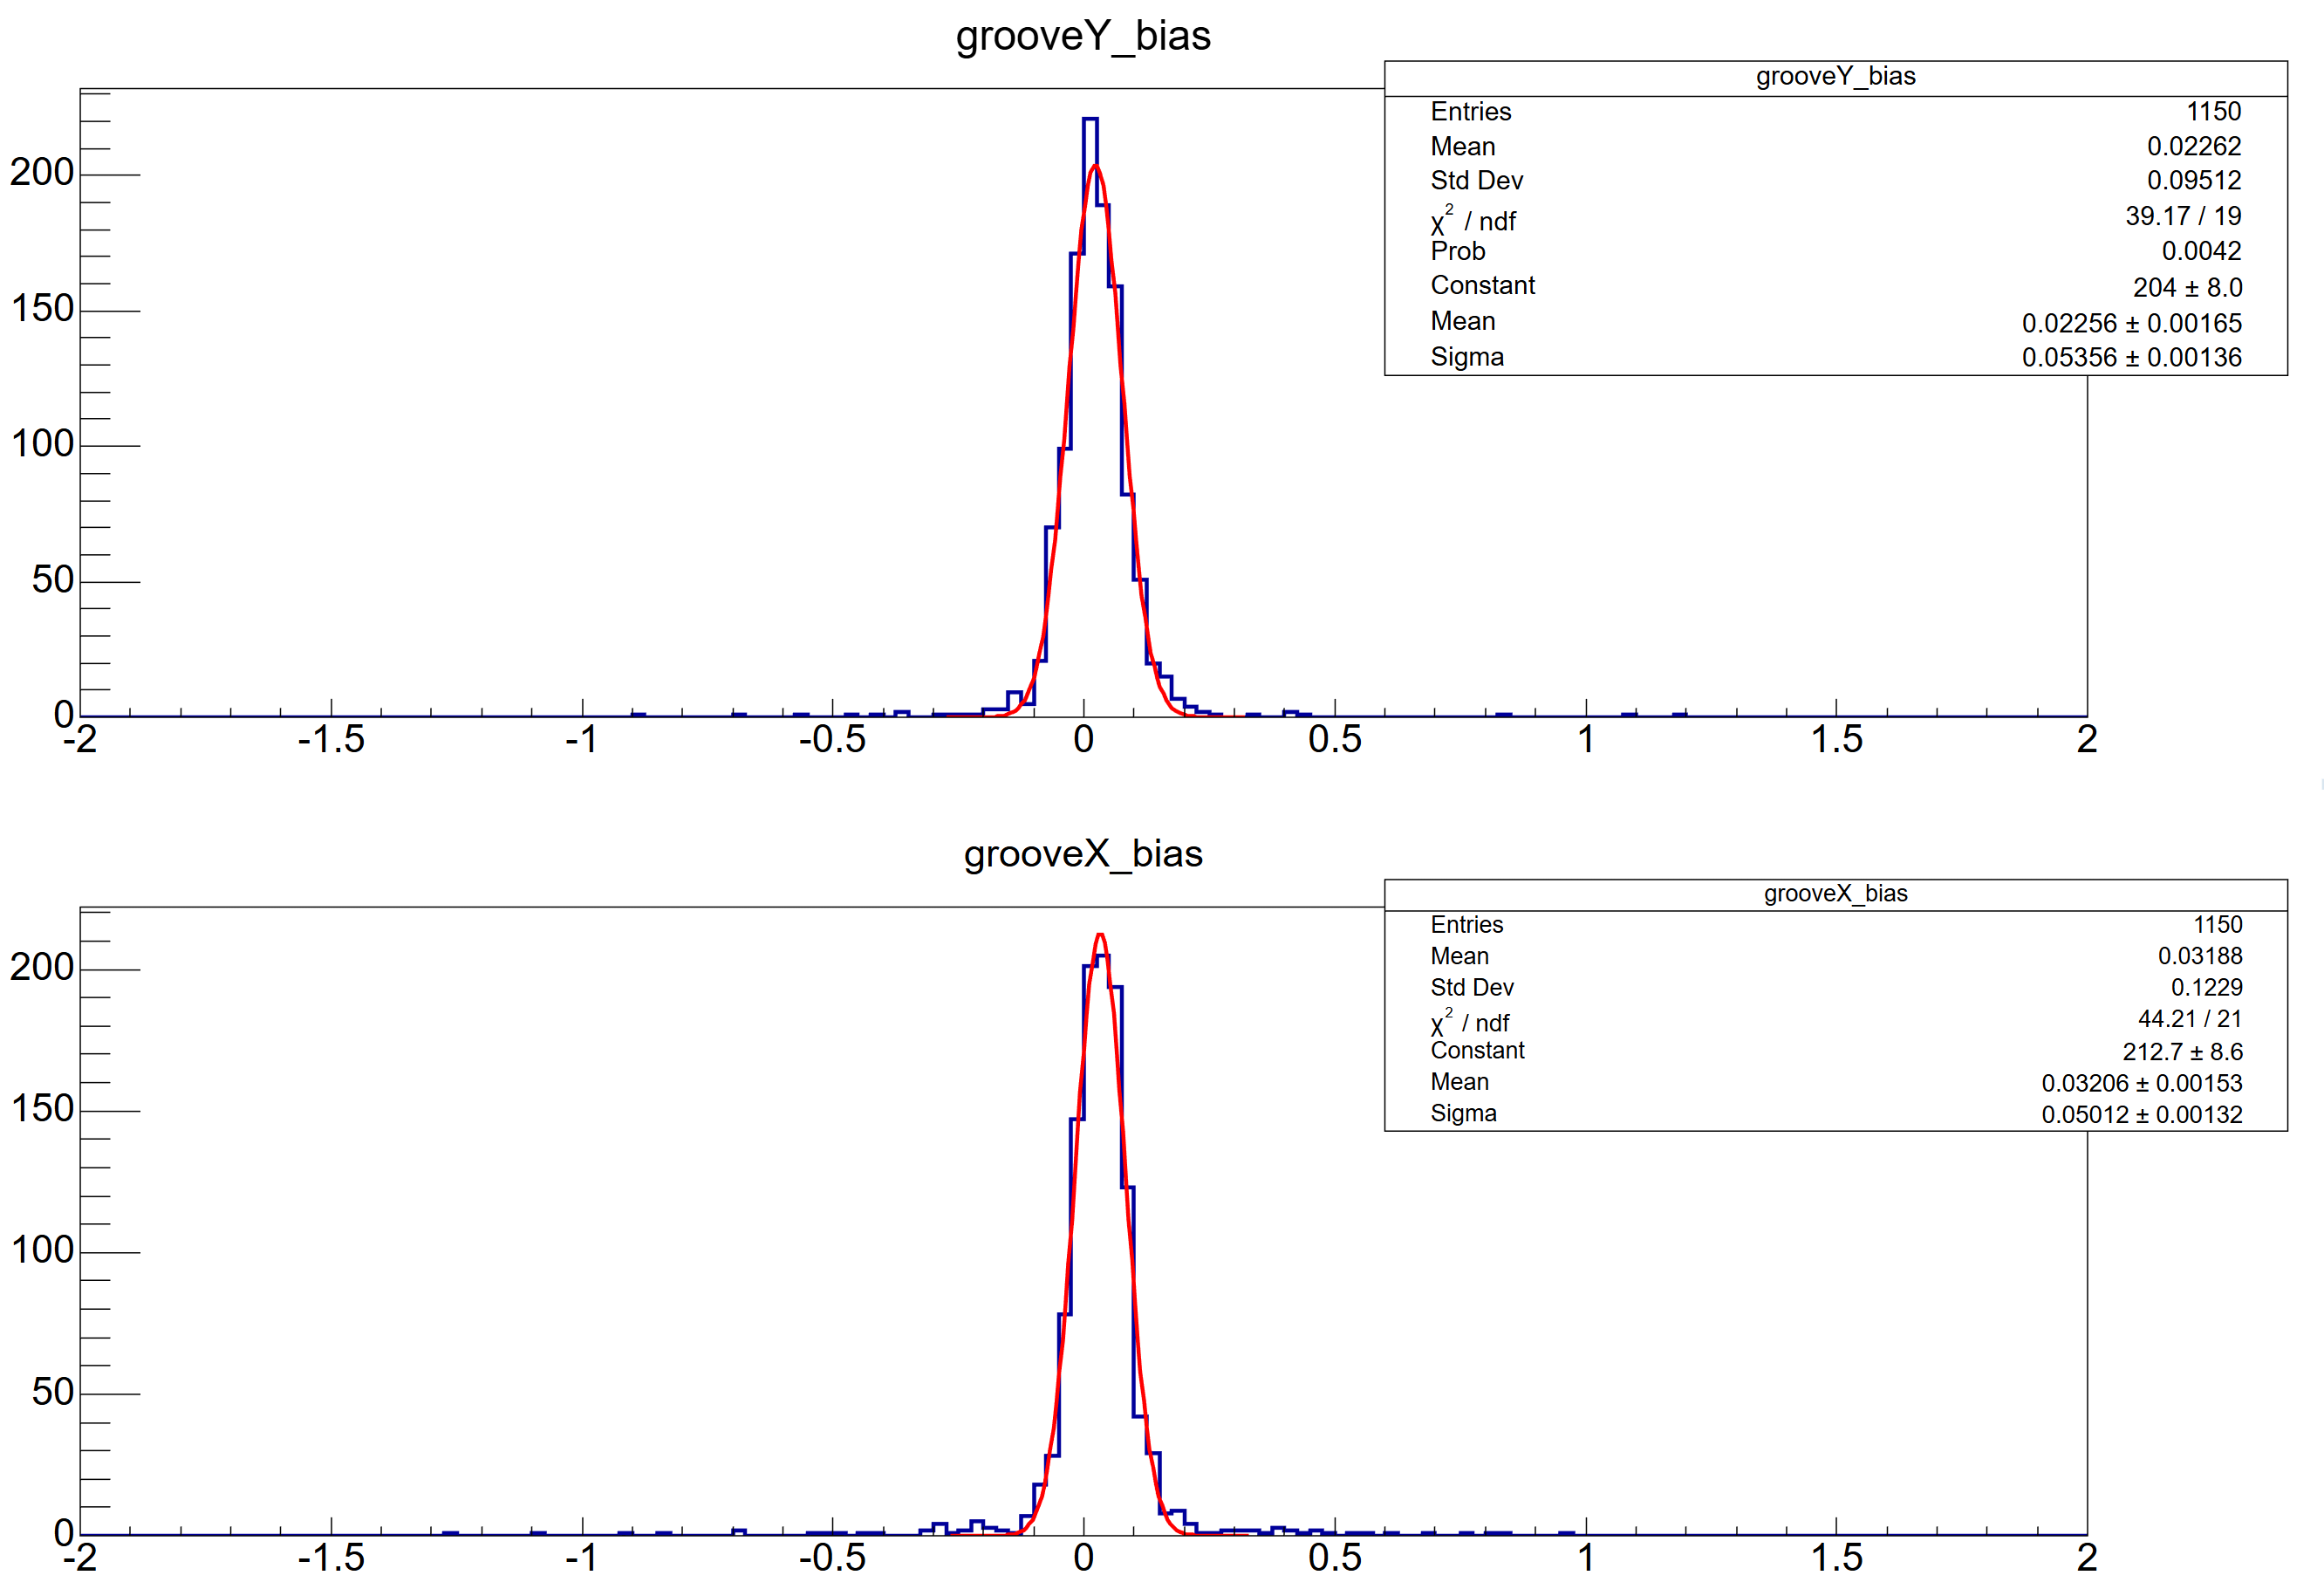 grooveY_bias
grooveY_bias
Entries 1150
Mean 0.02262
Std Dev 0.09512
χ² / ndf 39.17 / 19
Prob 0.0042
Constant 204 ± 8.0
Mean 0.02256 ± 0.00165
Sigma 0.05356 ± 0.00136
200
150
100
50
0
-2 -1.5 -1 -0.5 0 0.5 1 1.5 2
grooveX_bias
grooveX_bias
Entries 1150
Mean 0.03188
Std Dev 0.1229
χ² / ndf 44.21 / 21
Constant 212.7 ± 8.6
Mean 0.03206 ± 0.00153
Sigma 0.05012 ± 0.00132
200
150
100
50
0
-2 -1.5 -1 -0.5 0 0.5 1 1.5 2